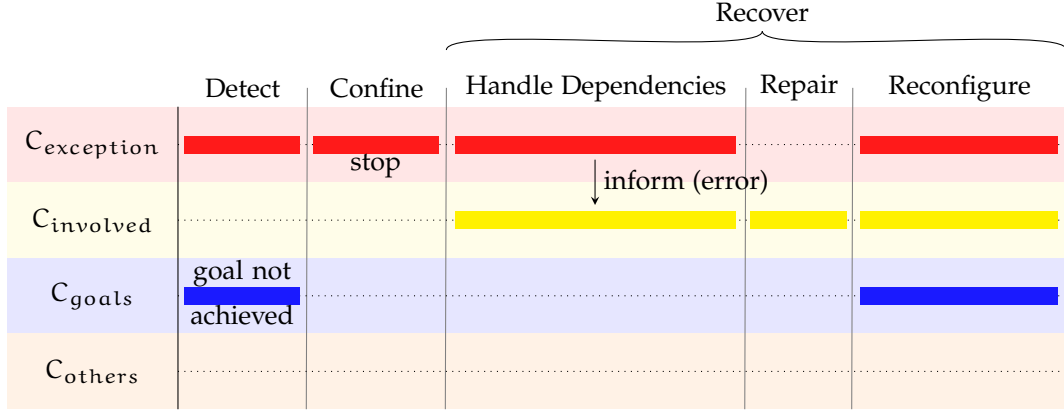 Recover
Detect Confine Handle Dependencies Repair Reconfigure
C_exception
stop
inform (error)
C_involved
goal not
C_goals
achieved
C_others